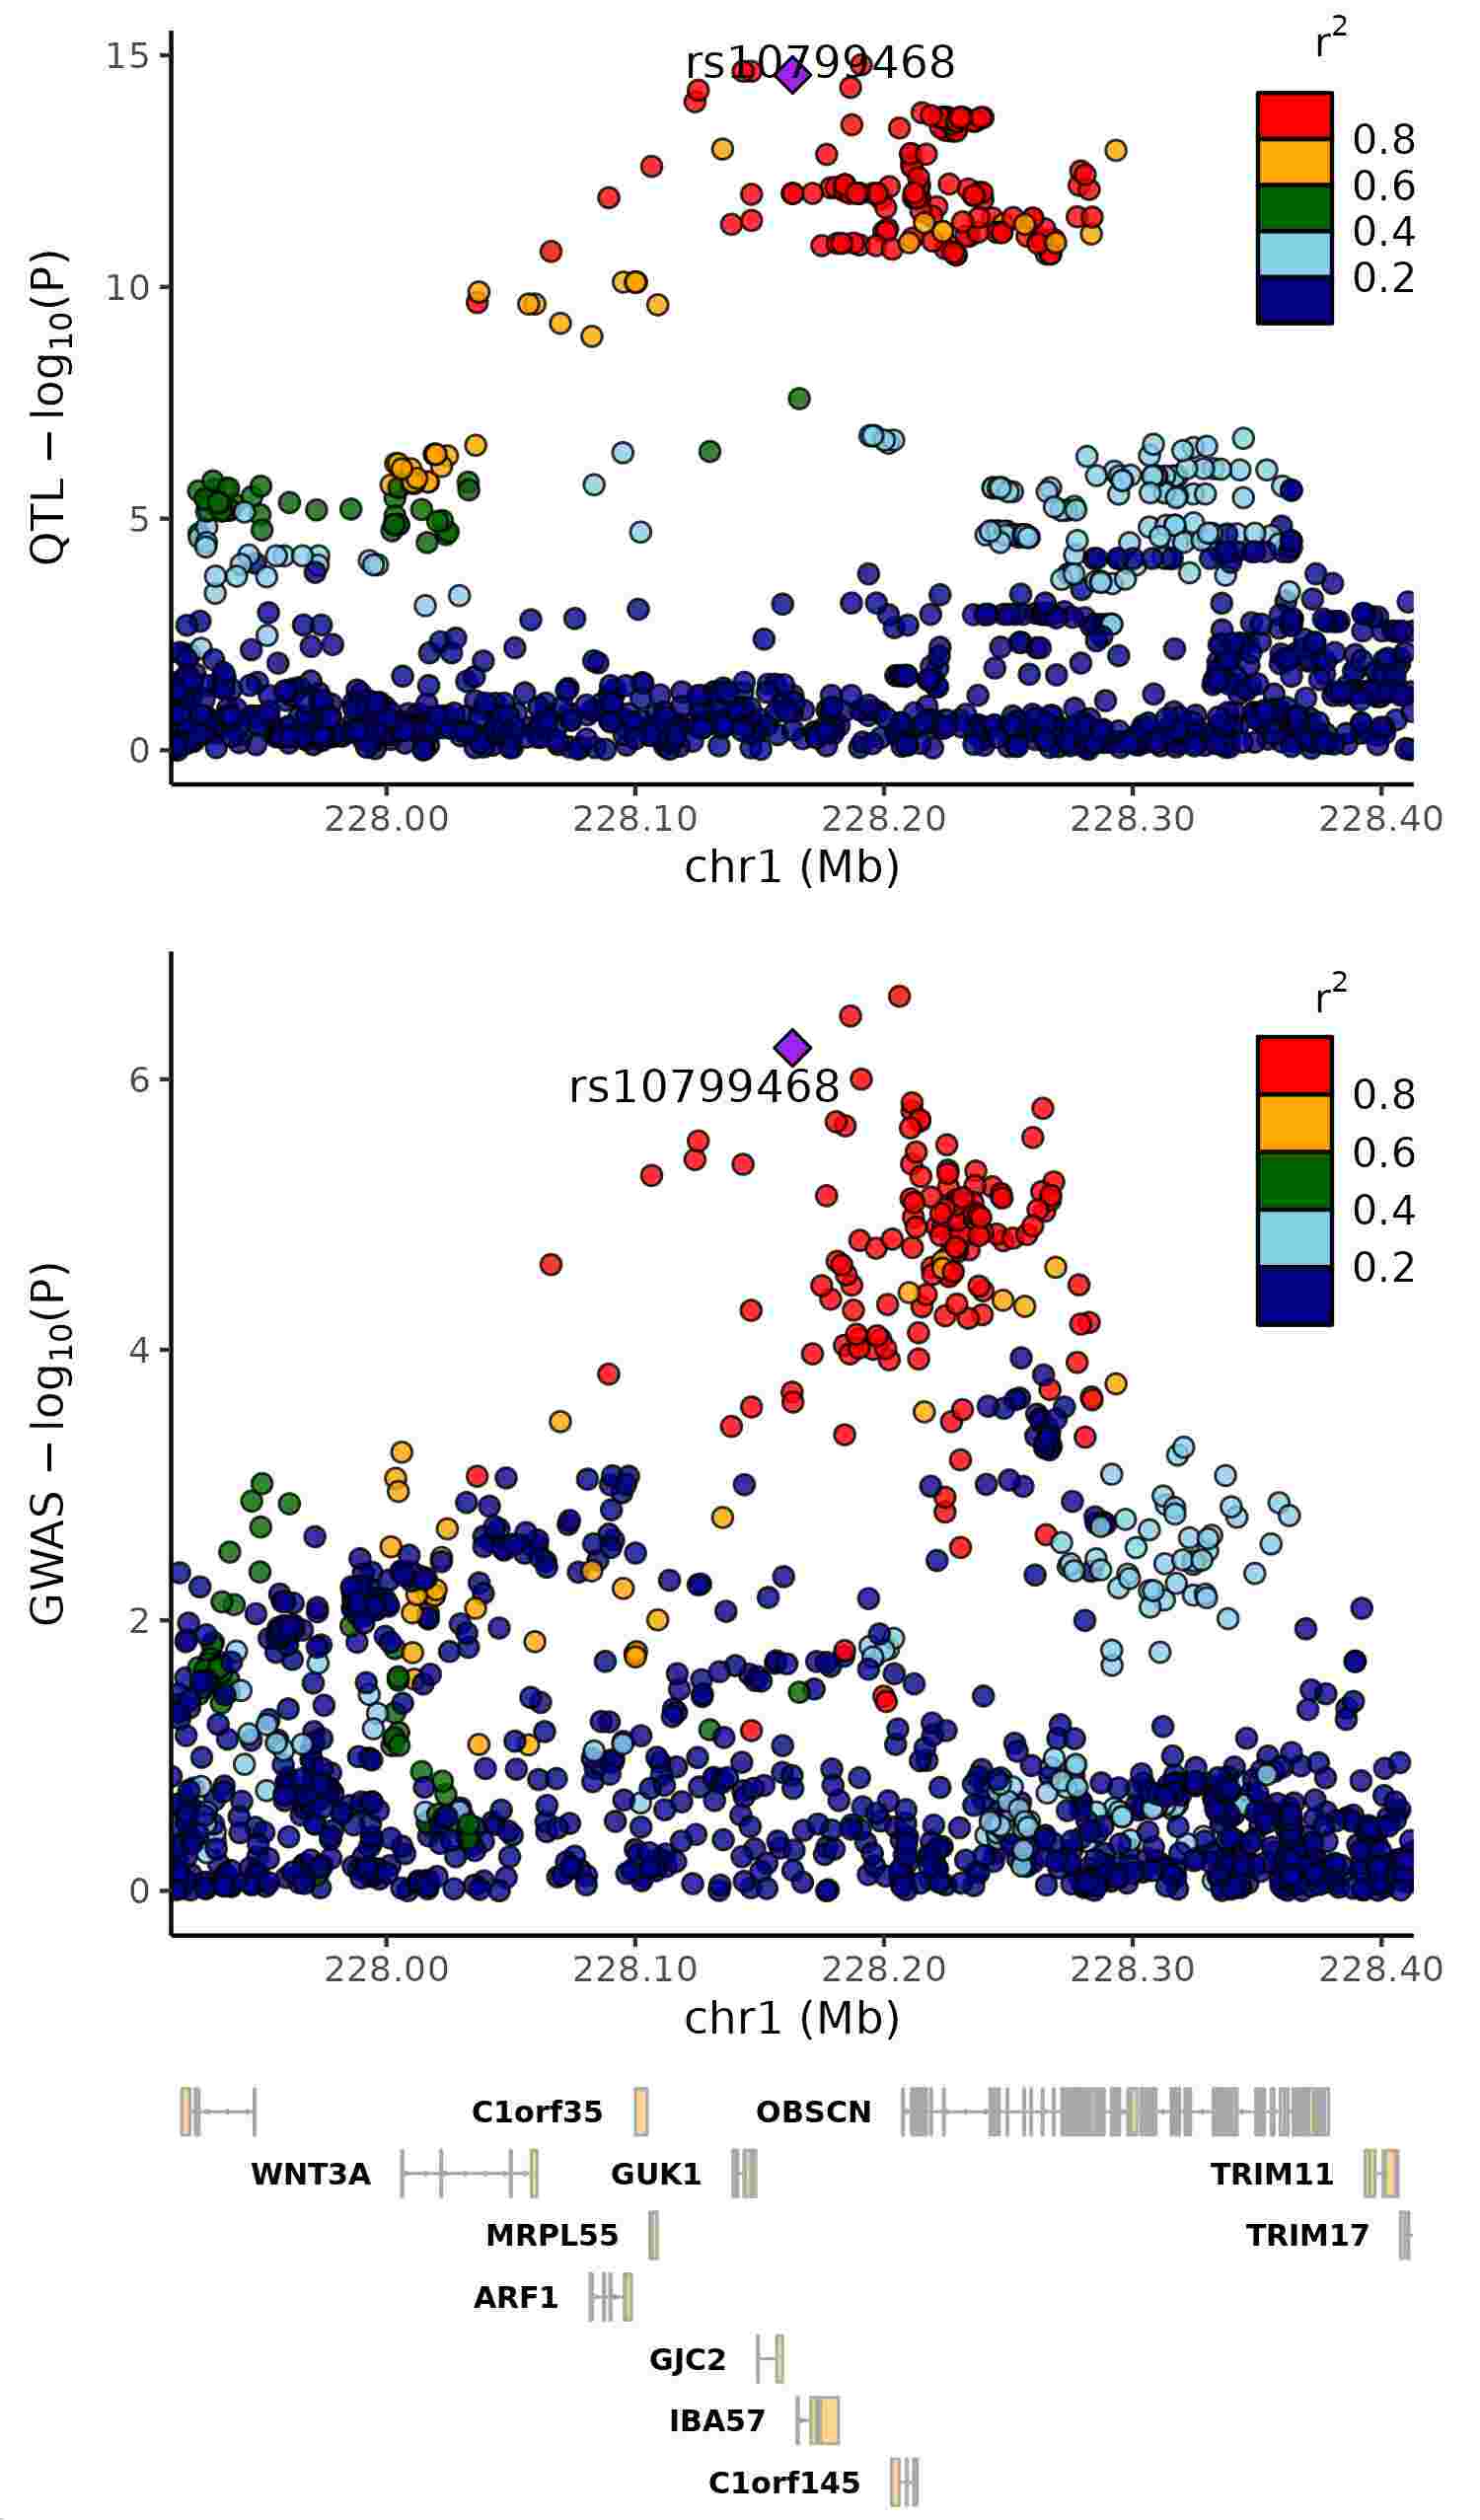 rs10799468
r2
0.8
0.6
0.4
0.2
15
10
5
0
QTL −log10(P)
228.00 228.10 228.20 228.30 228.40
chr1 (Mb)
rs10799468
r2
0.8
0.6
0.4
0.2
6
4
2
0
GWAS −log10(P)
228.00 228.10 228.20 228.30 228.40
chr1 (Mb)
C1orf35 OBSCN
WNT3A GUK1 TRIM11
MRPL55 TRIM17
ARF1
GJC2
IBA57
C1orf145